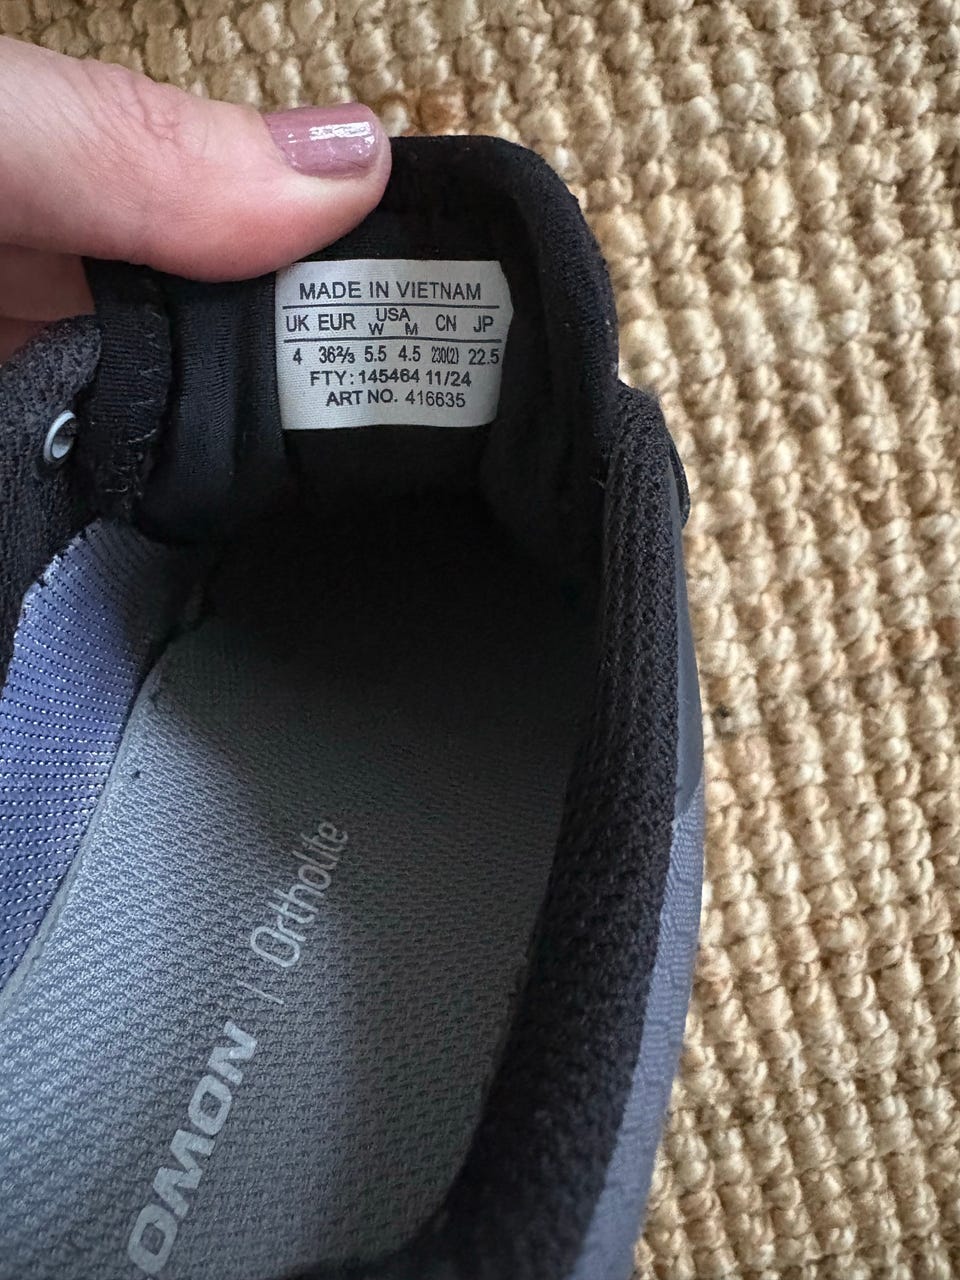 MADE IN VIETNAM
UK EUR USA W M CN JP
4 36⅔ 5.5 4.5 230(2) 22.5
FTY: 145464 11/24
ART NO. 416635
OMON | Ortholite